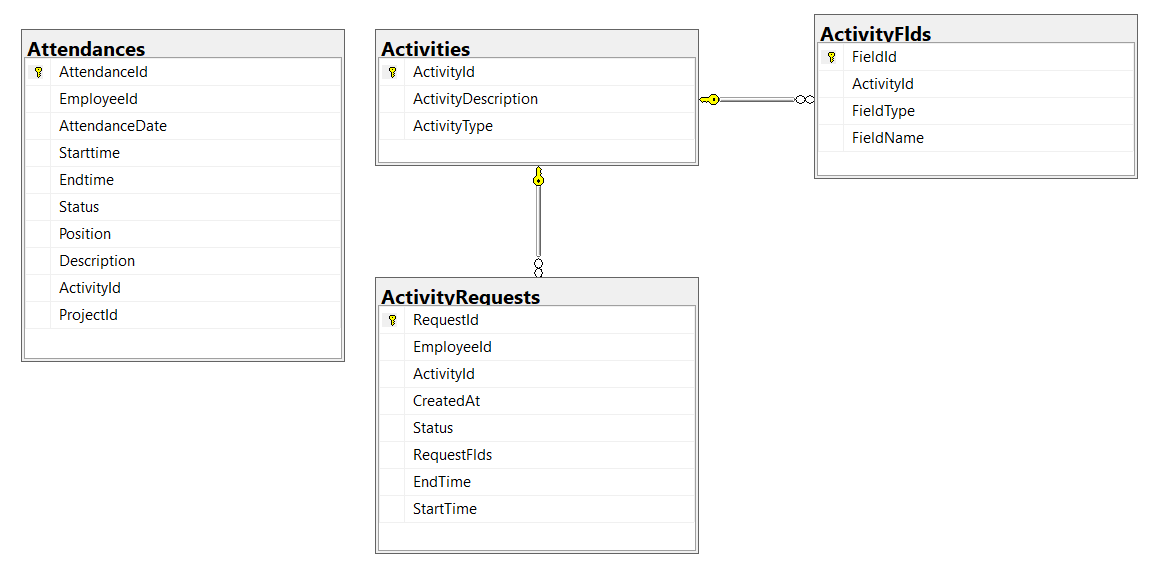 Attendances
AttendanceId
EmployeeId
AttendanceDate
Starttime
Endtime
Status
Position
Description
ActivityId
ProjectId
Activities
ActivityId
ActivityDescription
ActivityType
ActivityFlds
FieldId
ActivityId
FieldType
FieldName
ActivityRequests
RequestId
EmployeeId
ActivityId
CreatedAt
Status
RequestFlds
EndTime
StartTime